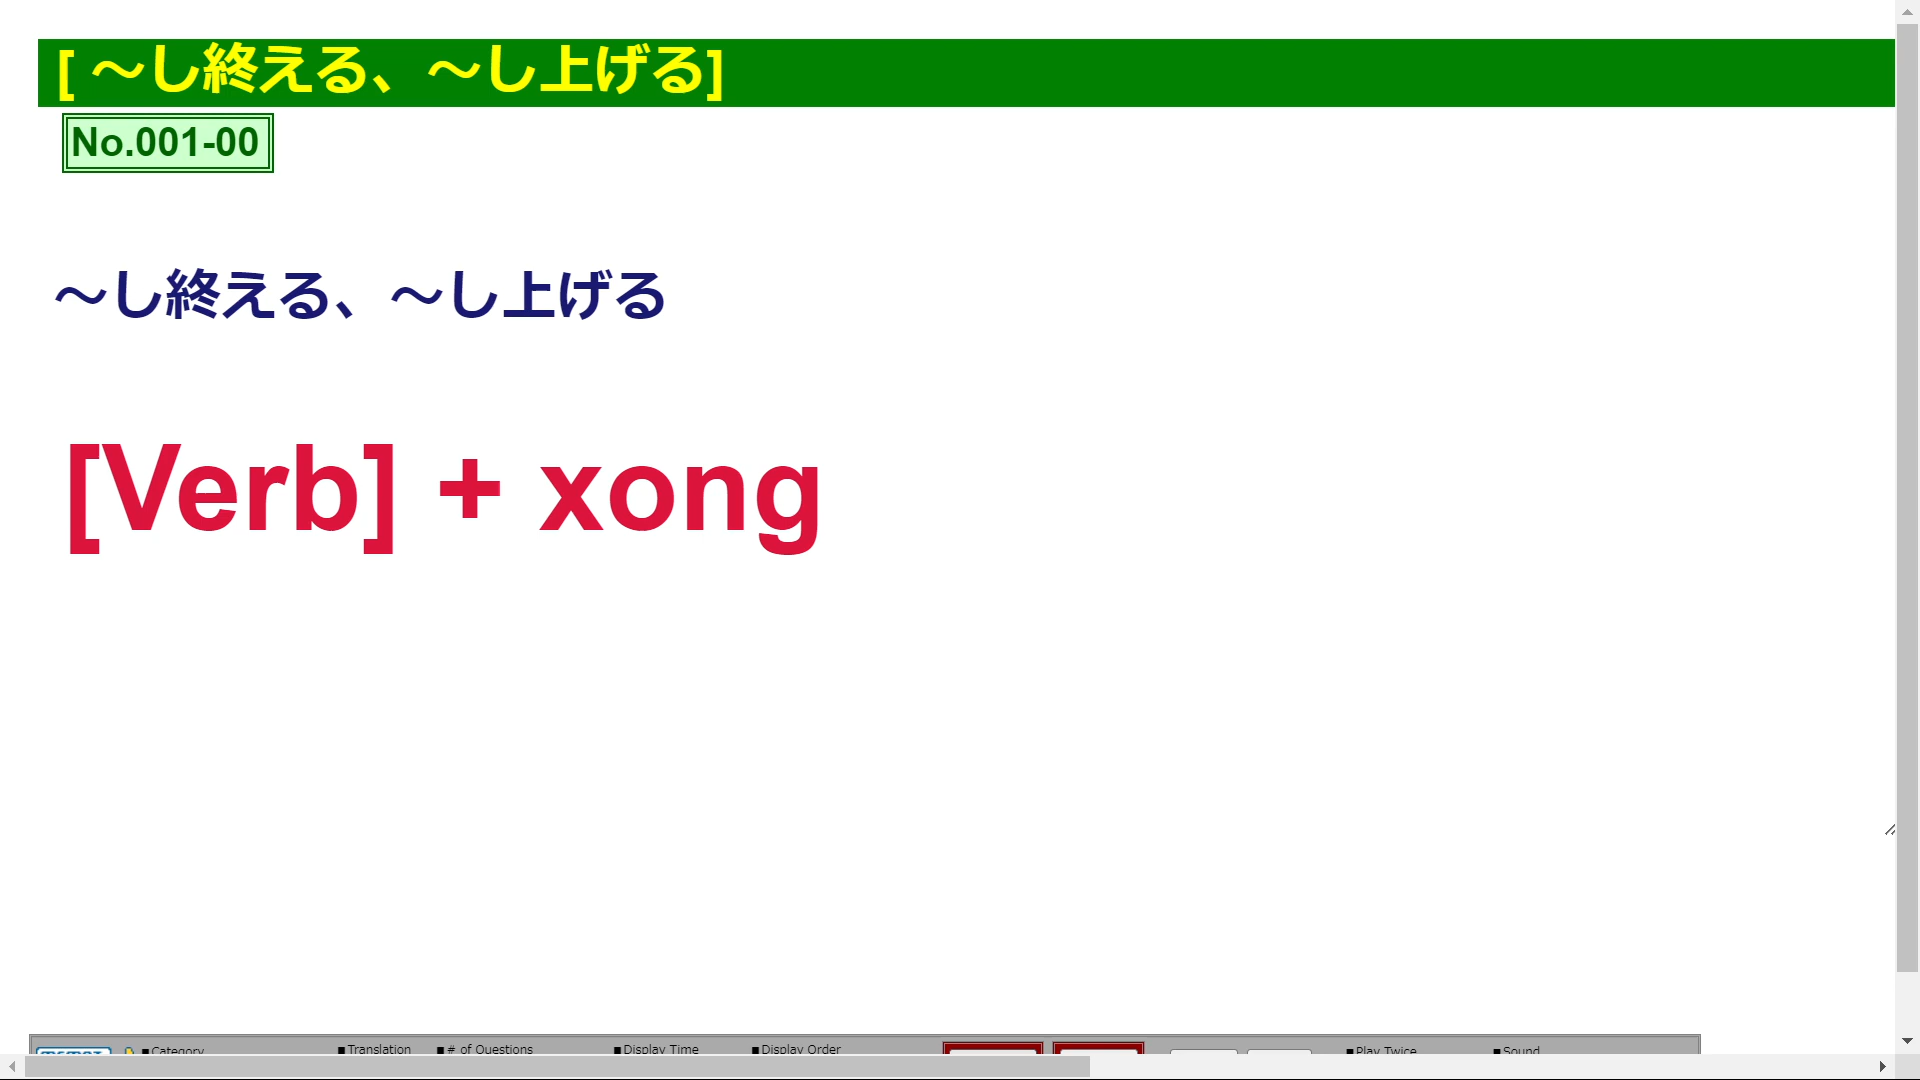 [ ～し終える、～し上げる]
No.001-00
～し終える、～し上げる
[Verb] + xong
■Category ■Translation ■# of Questions ■Display Time ■Display Order ■Play Twice ■Sound